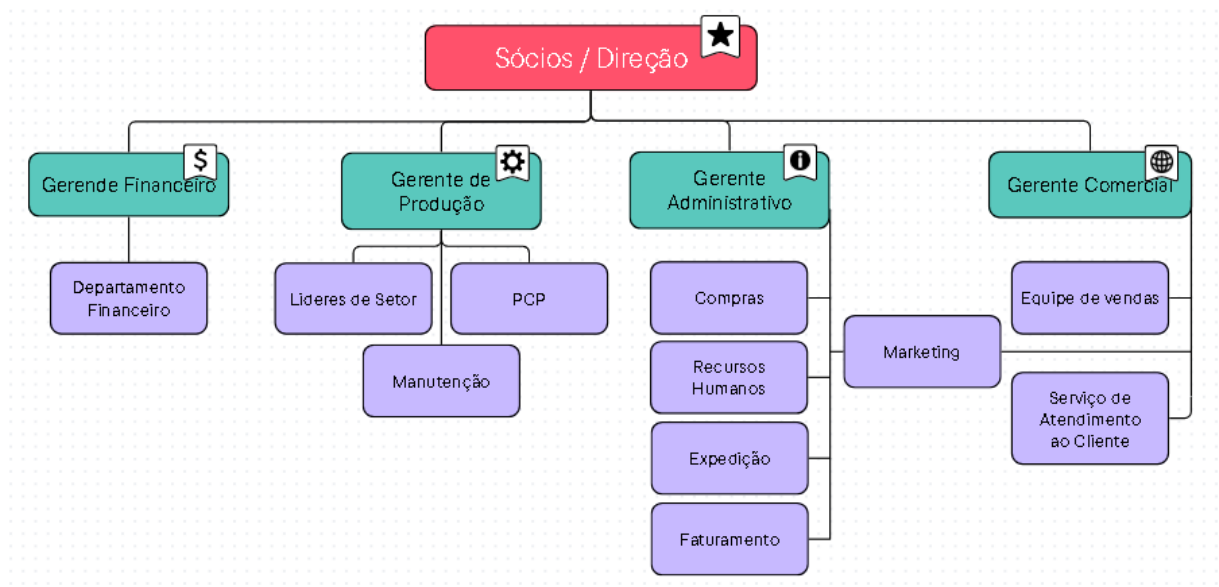 Sócios / Direção
Gerende Financeiro
Gerente de
Produção
Gerente
Administrativo
Gerente Comercial
Departamento
Financeiro
Líderes de Setor
PCP
Manutenção
Compras
Recursos
Humanos
Expedição
Faturamento
Marketing
Equipe de vendas
Serviço de
Atendimento
ao Cliente